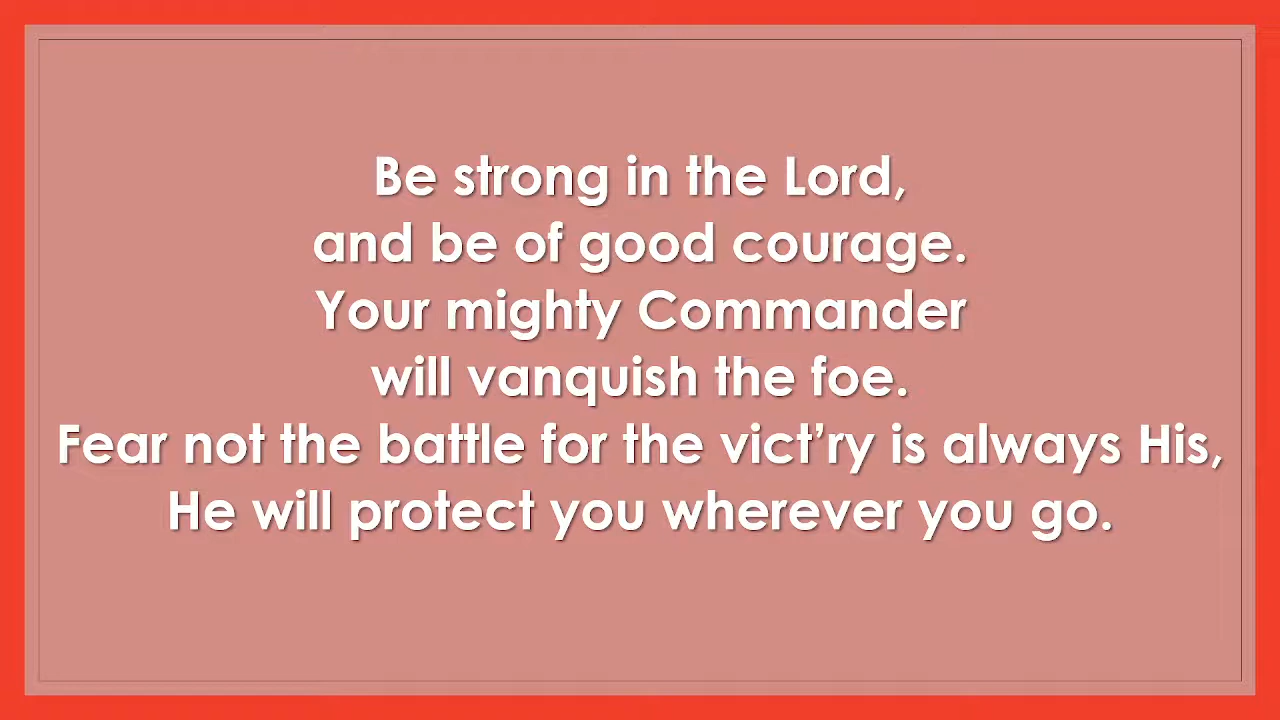 Be strong in the Lord,
and be of good courage.
Your mighty Commander
will vanquish the foe.
Fear not the battle for the vict’ry is always His,
He will protect you wherever you go.